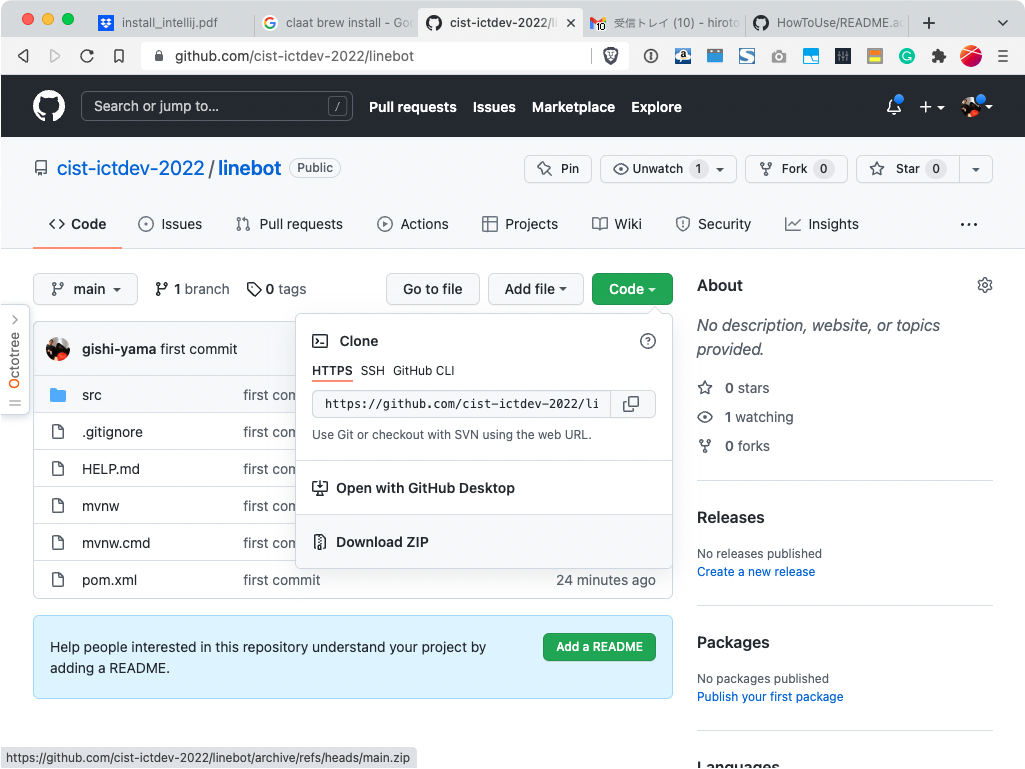 install_intellij.pdf
claat brew install - Go
cist-ictdev-2022/li
受信トレイ (10) - hiroto
HowToUse/README.a
github.com/cist-ictdev-2022/linebot
10
Search or jump to...
/
Pull requests
Issues
Marketplace
Explore
cist-ictdev-2022 / linebot
Public
Pin
Unwatch 1
Fork 0
Star 0
Code
Issues
Pull requests
Actions
Projects
Wiki
Security
Insights
main
1 branch
0 tags
Go to file
Add file
Code
Octotree
gishi-yama first commit
src
first com
.gitignore
first com
HELP.md
first com
mvnw
first com
mvnw.cmd
first com
pom.xml
first commit
24 minutes ago
Clone
HTTPS
SSH
GitHub CLI
https://github.com/cist-ictdev-2022/li
Use Git or checkout with SVN using the web URL.
Open with GitHub Desktop
Download ZIP
Help people interested in this repository understand your project by
adding a README.
Add a README
About
No description, website, or topics
provided.
0 stars
1 watching
0 forks
Releases
No releases published
Create a new release
Packages
No packages published
Publish your first package
Languages
https://github.com/cist-ictdev-2022/linebot/archive/refs/heads/main.zip